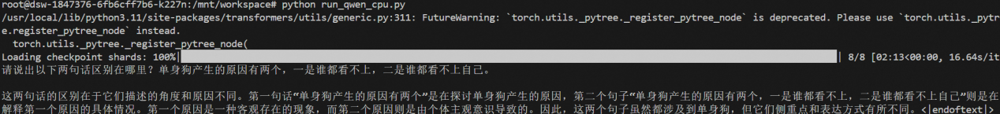 root@dsw-1847376-6fb6cff7b6-k227n:/mnt/workspace# python run_qwen_cpu.py
/usr/local/lib/python3.11/site-packages/transformers/utils/generic.py:311: FutureWarning: `torch.utils._pytree._register_pytree_node` is deprecated. Please use `torch.utils._pytre
e.register_pytree_node` instead.
  torch.utils._pytree._register_pytree_node(
Loading checkpoint shards: 100%| | 8/8 [02:13<00:00, 16.64s/it
请说出以下两句话区别在哪里? 单身狗产生的原因有两个，一是谁都看不上，二是谁都看不上自己。
这两句话的区别在于它们描述的角度和原因不同。第一句话“单身狗产生的原因有两个”是在探讨单身狗产生的原因，第二个句子“单身狗产生的原因有两个，一是谁都看不上，二是谁都看不上自己”则是在
解释第一个原因的具体情况。第一个原因是一种客观存在的现象，而第二个原因则是由个体主观意识导致的。因此，这两个句子虽然都涉及到单身狗，但它们侧重点和表达方式有所不同。<|endoftext|>